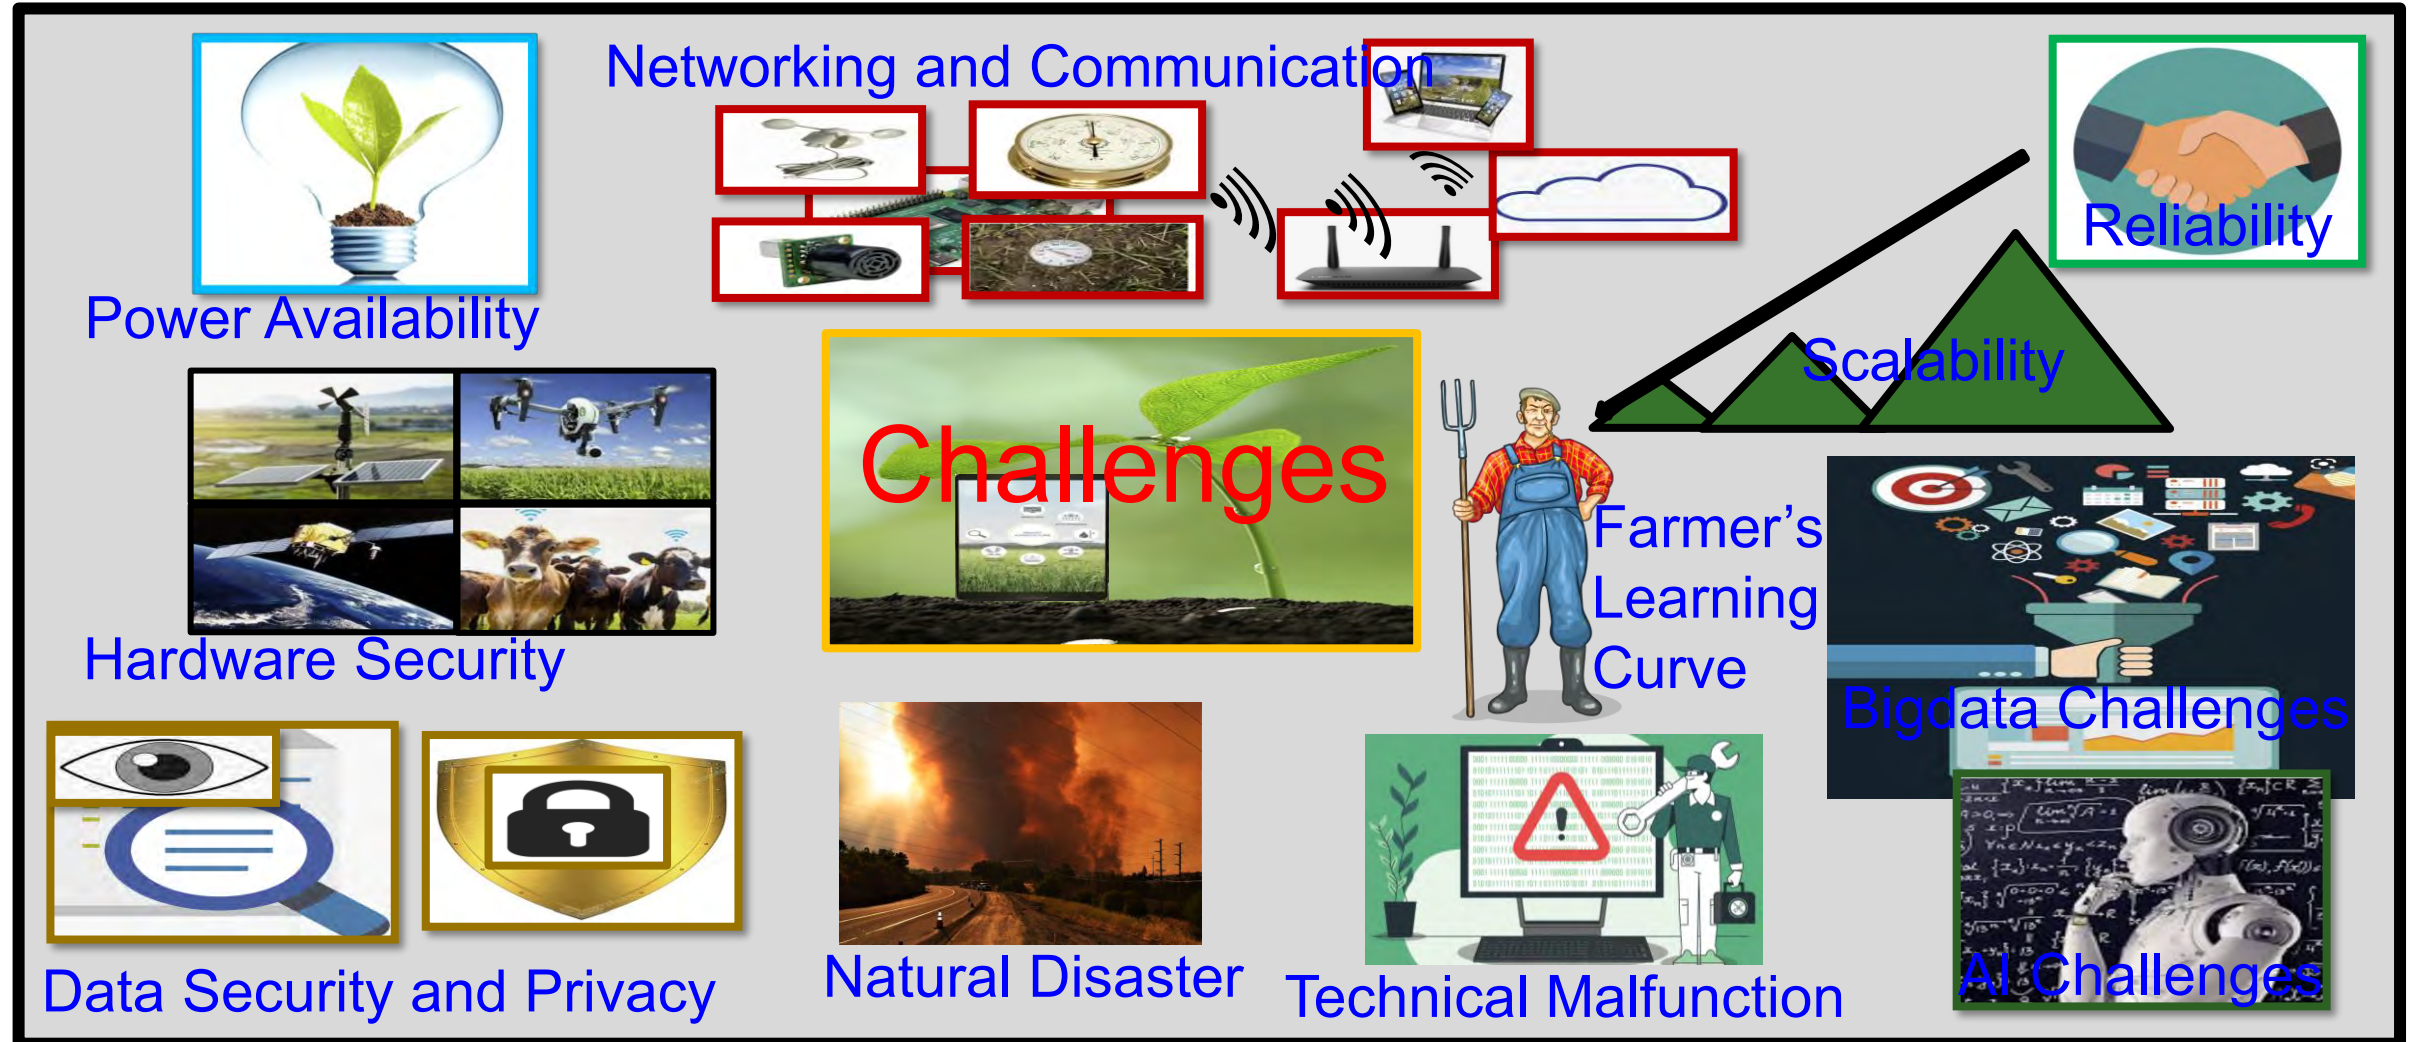 Networking and Communication
Reliability
Power Availability
Scalability
Challenges
Farmer's
Learning
Curve
Hardware Security
Bigdata Challenges
Data Security and Privacy
Natural Disaster
Technical Malfunction
AI Challenges